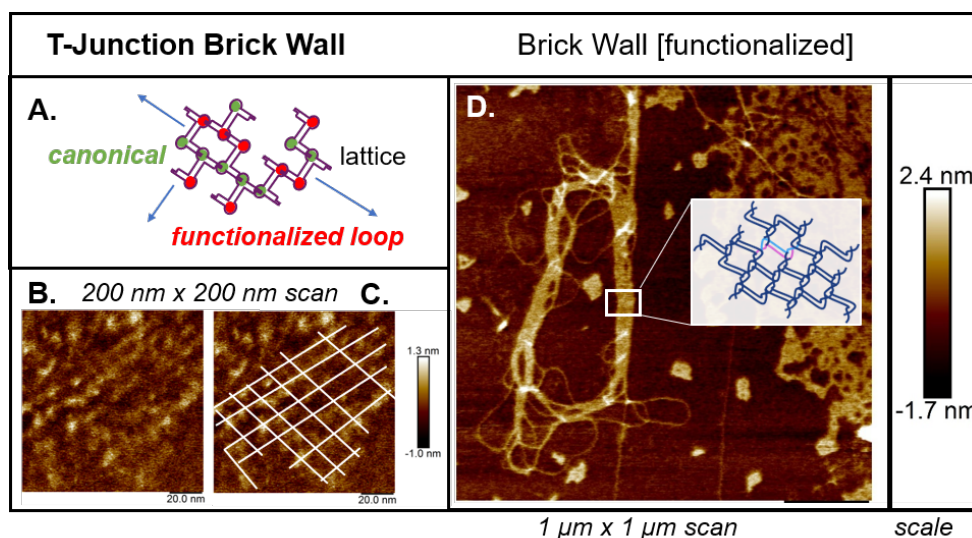 T-Junction Brick Wall
Brick Wall [functionalized]
A.
canonical
lattice
functionalized loop
B.
200 nm x 200 nm scan
C.
1.3 nm
-1.0 nm
20.0 nm
20.0 nm
D.
2.4 nm
-1.7 nm
1 µm x 1 µm scan
scale